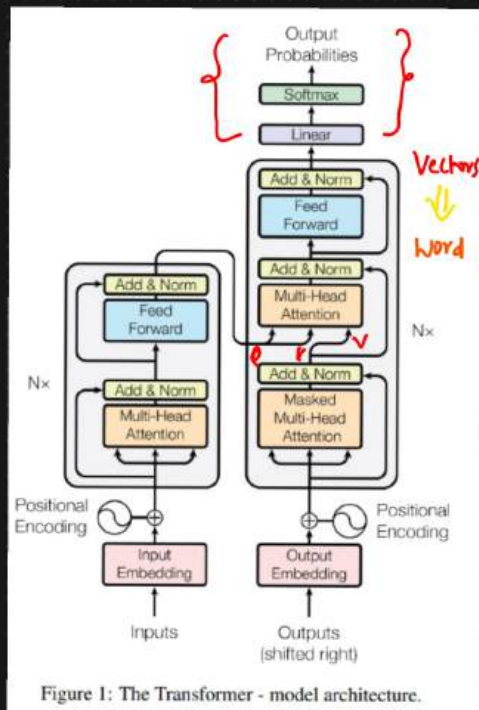 Output
Probabilities
Softmax
Linear
Vectors
word
Add & Norm
Feed
Forward
Add & Norm
Multi-Head
Attention
Q
K
V
N×
Add & Norm
Masked
Multi-Head
Attention
Add & Norm
Feed
Forward
N×
Add & Norm
Multi-Head
Attention
Positional
Encoding
Positional
Encoding
Input
Embedding
Output
Embedding
Inputs
Outputs
(shifted right)
Figure 1: The Transformer - model architecture.